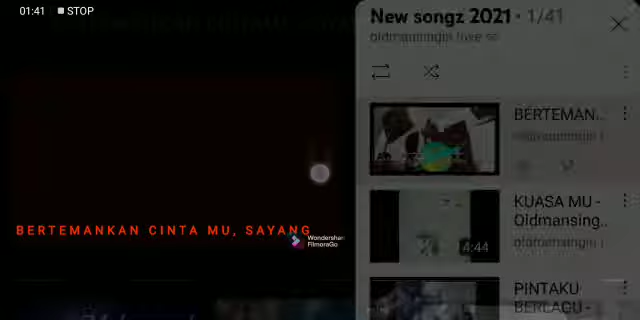 01:41 STOP
New songz 2021 • 1/41
BERTEMAN...
KUASA MU -
Oldmansing..
4:44
BERTEMANKAN CINTA MU, SAYANG
Wondershare
FilmoraGo
PINTAKU
BERLAGU -